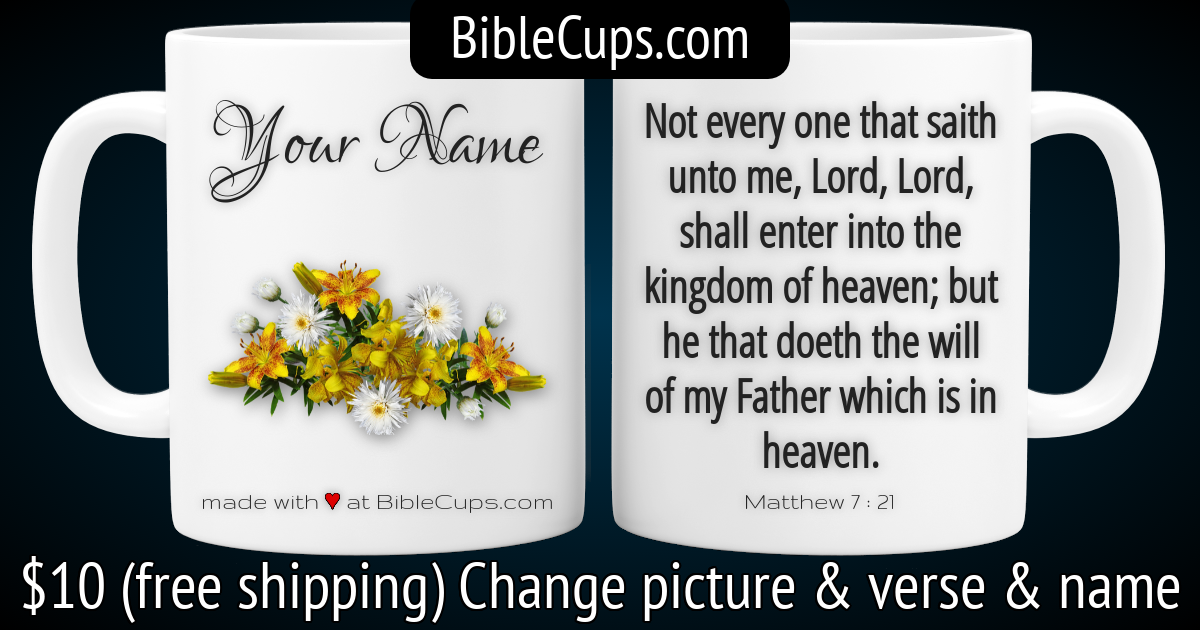 BibleCups.com
Your Name
made with ♥ at BibleCups.com
Not every one that saith
unto me, Lord, Lord,
shall enter into the
kingdom of heaven; but
he that doeth the will
of my Father which is in
heaven.
Matthew 7 : 21
$10 (free shipping) Change picture & verse & name